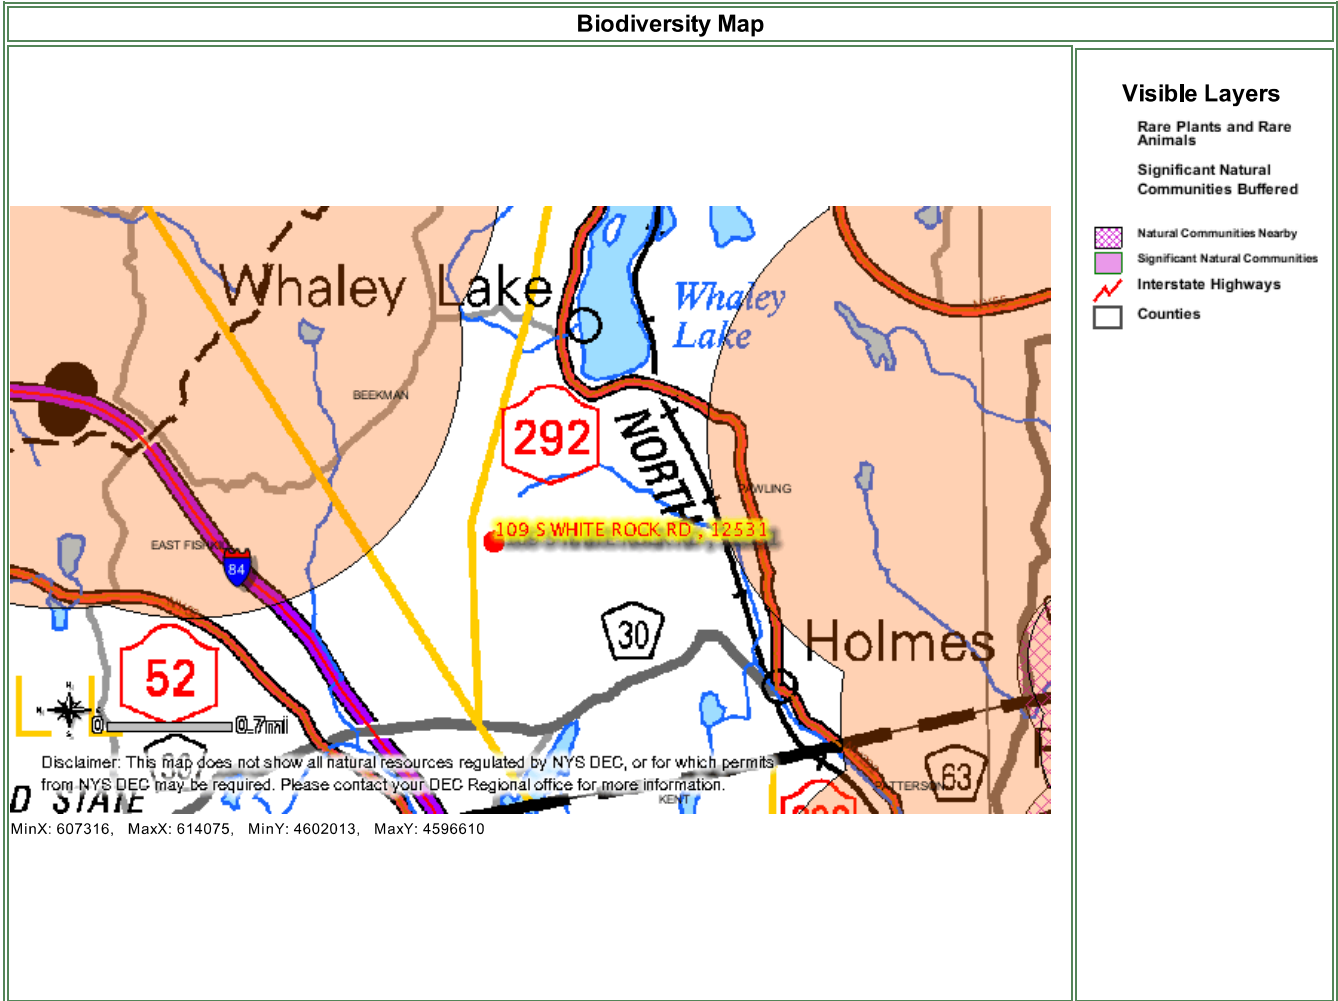 Biodiversity Map
Visible Layers
Rare Plants and Rare
Animals
Significant Natural
Communities Buffered
Natural Communities Nearby
Significant Natural Communities
Interstate Highways
Counties
Whaley Lake
Whaley
Lake
NYSS
BEEKMAN
292
NORTH
PAWLING
109 S WHITE ROCK RD , 12531
EAST FISHKILL
84
30
Holmes
52
0 0.7mi
Disclaimer: This map does not show all natural resources regulated by NYS DEC, or for which permits
from NYS DEC may be required. Please contact your DEC Regional office for more information.
63
PATTERSON
D STATE
KENT
MinX: 607316, MaxX: 614075, MinY: 4602013, MaxY: 4596610